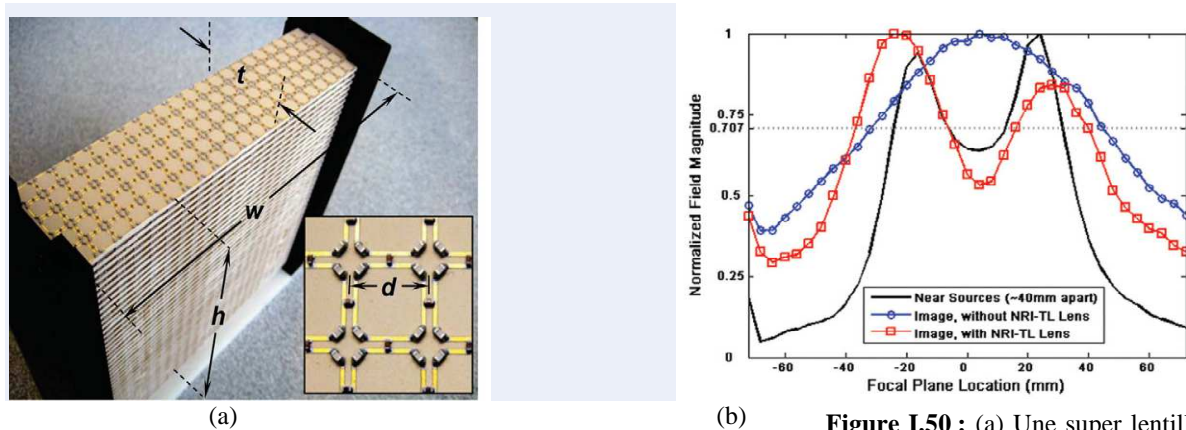 t
w
h
d
(a)
Normalized Field Magnitude
1
0.75
0.707
0.5
0.25
0
-60 -40 -20 0 20 40 60
Focal Plane Location (mm)
Near Sources (~40mm apart)
Image, without NRI-TL Lens
Image, with NRI-TL Lens
(b)
Figure I.50 : (a) Une super lentill